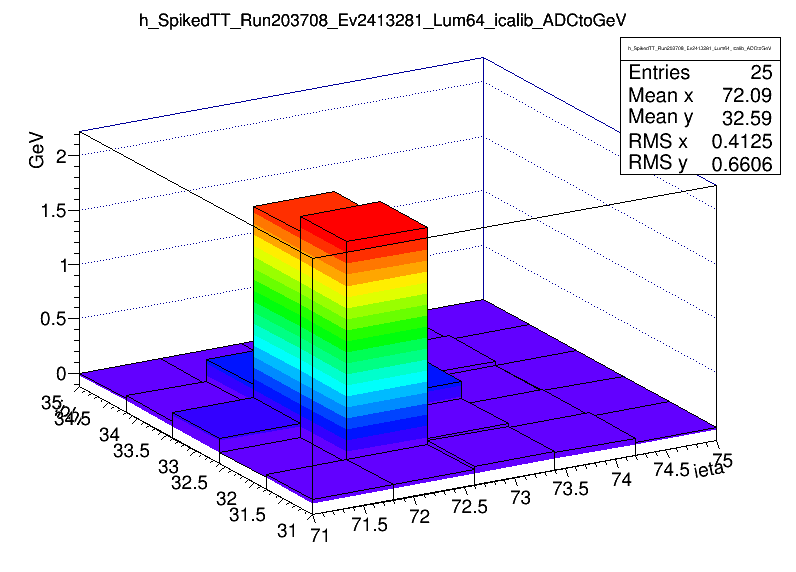 h_SpikedTT_Run203708_Ev2413281_Lum64_icalib_ADCtoGeV
h_SpikedTT_Run203708_Ev2413281_Lum64_icalib_ADCtoGeV
Entries 25
Mean x 72.09
Mean y 32.59
RMS x 0.4125
RMS y 0.6606
GeV
2
1.5
1
0.5
0
35
34.5
34
33.5
33
32.5
32
31.5
31
71
71.5
72
72.5
73
73.5
74
74.5
75
ieta